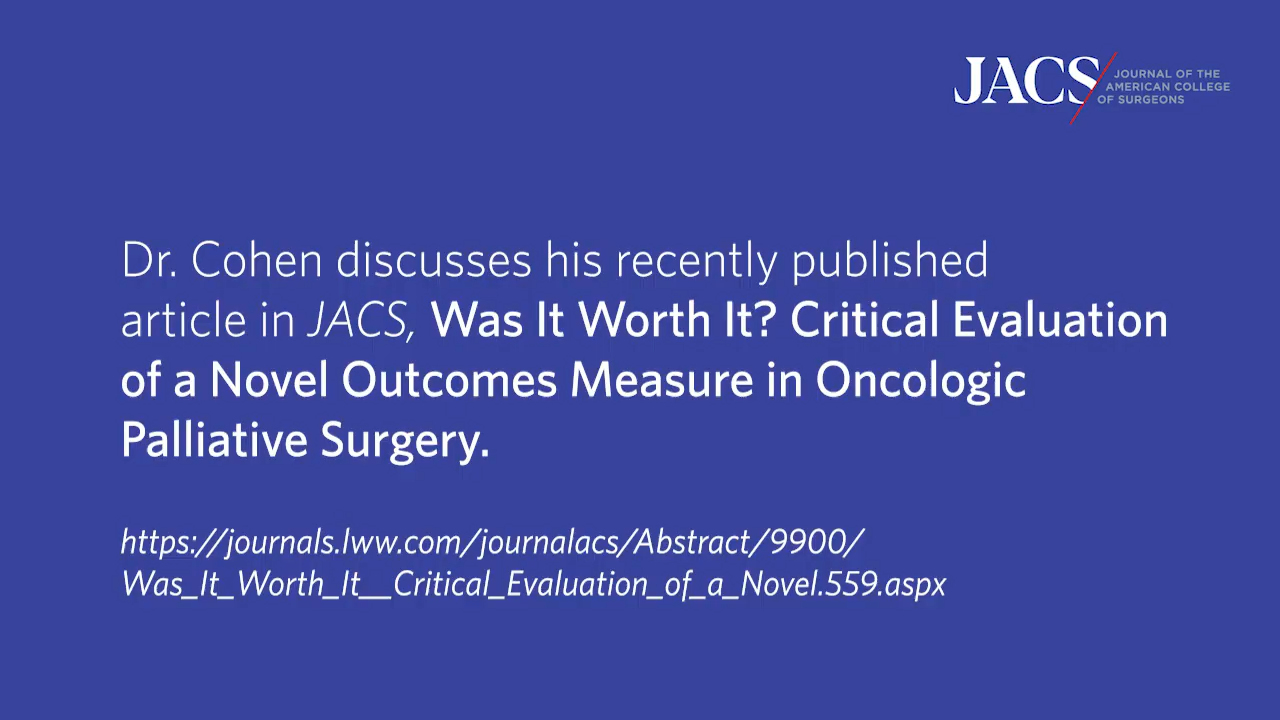 JACS JOURNAL OF THE
AMERICAN COLLEGE
OF SURGEONS
Dr. Cohen discusses his recently published
article in JACS, Was It Worth It? Critical Evaluation
of a Novel Outcomes Measure in Oncologic
Palliative Surgery.
https://journals.lww.com/journalacs/Abstract/9900/
Was_It_Worth_It__Critical_Evaluation_of_a_Novel.559.aspx